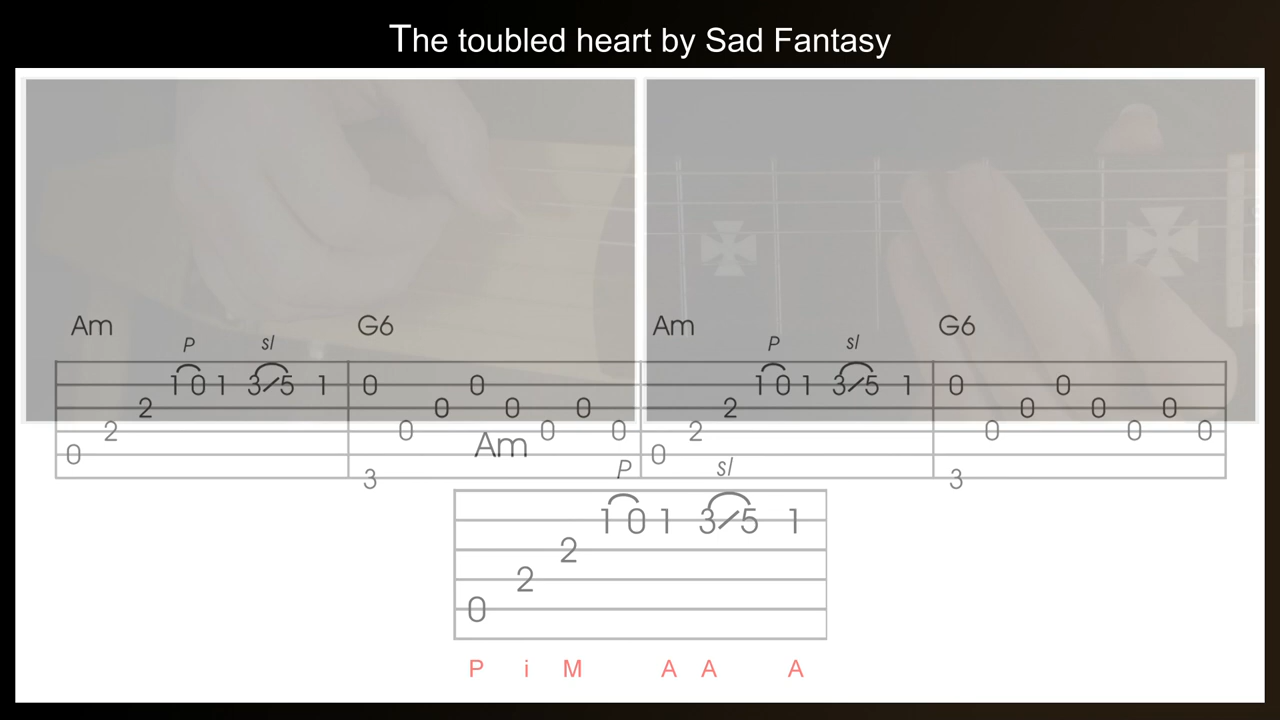 The toubled heart by Sad Fantasy
Am G6 Am G6
P sl P sl
1 0 1 3/5 1 0 0 1 0 1 3/5 1 0 0
2 0 0 0 2 0 0 0
2 0 0 0 2 0 0 0
0 0
3 3
Am
P sl
1 0 1 3/5 1
2
2
0
P i M A A A